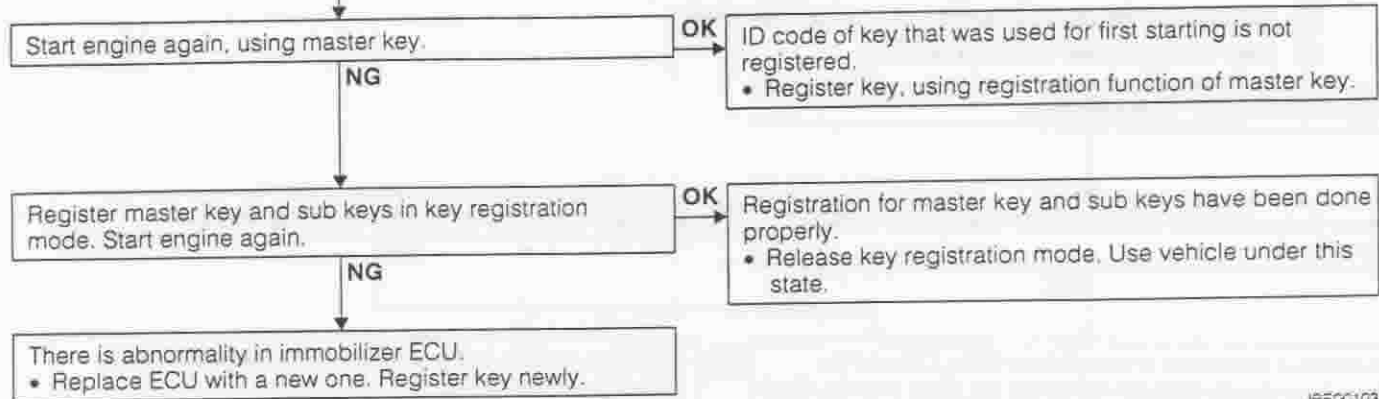 Start engine again, using master key.
OK
ID code of key that was used for first starting is not
registered.
• Register key, using registration function of master key.
NG
Register master key and sub keys in key registration
mode. Start engine again.
OK
Registration for master key and sub keys have been done
properly.
• Release key registration mode. Use vehicle under this
state.
NG
There is abnormality in immobilizer ECU.
• Replace ECU with a new one. Register key newly.